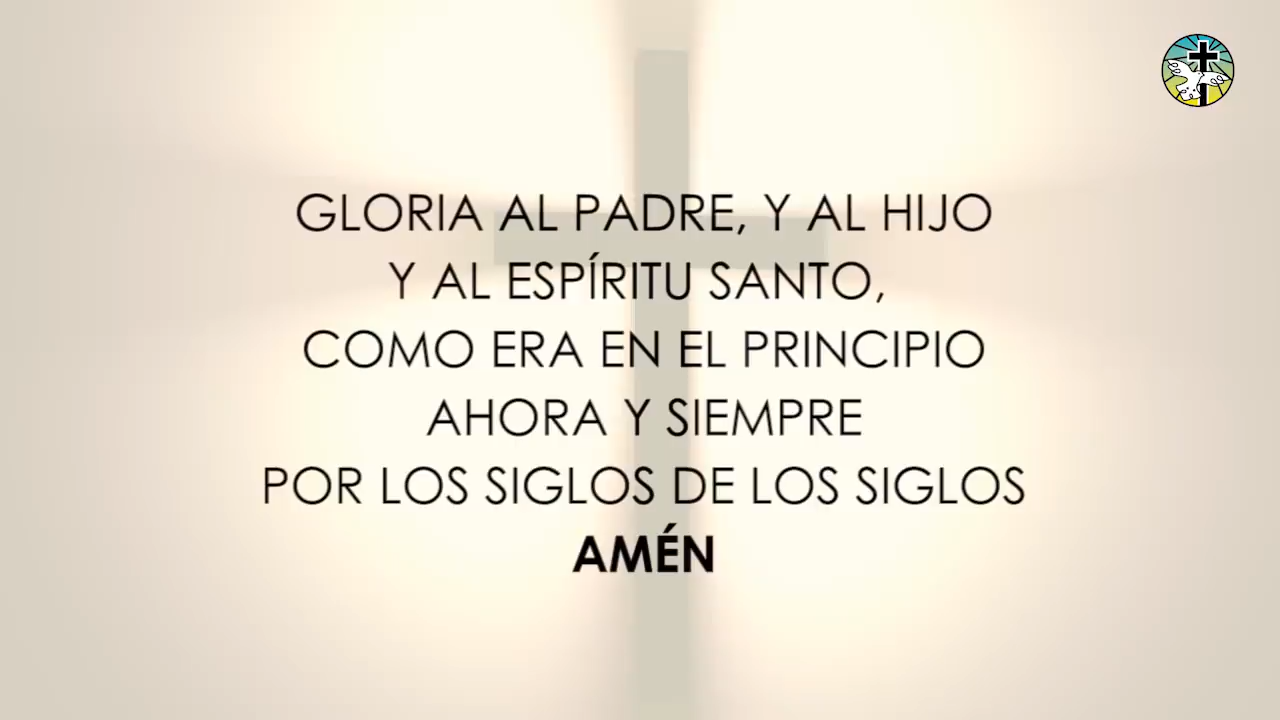 GLORIA AL PADRE, Y AL HIJO
Y AL ESPÍRITU SANTO,
COMO ERA EN EL PRINCIPIO
AHORA Y SIEMPRE
POR LOS SIGLOS DE LOS SIGLOS
AMÉN